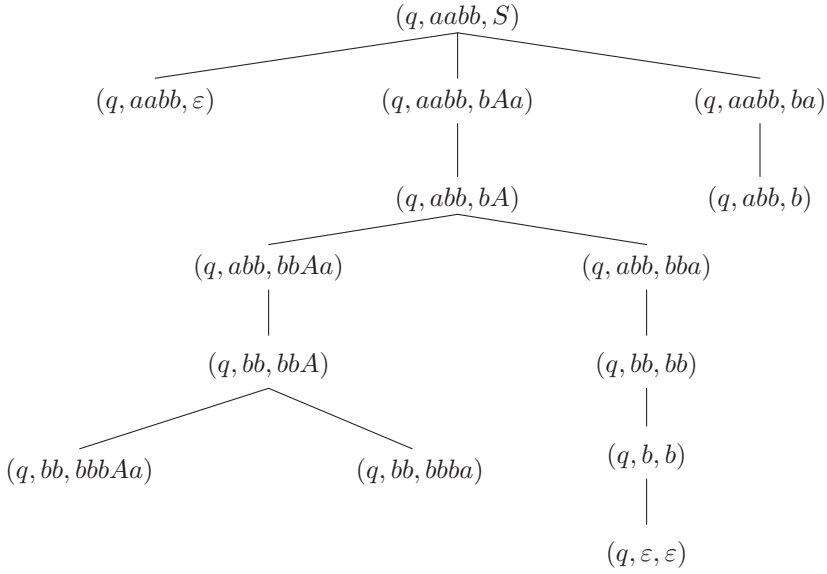 (q, aabb, S)
(q, aabb, ε) (q, aabb, bAa) (q, aabb, ba)
(q, abb, bA) (q, abb, b)
(q, abb, bbAa) (q, abb, bba)
(q, bb, bbA) (q, bb, bb)
(q, bb, bbbAa) (q, bb, bbba) (q, b, b)
(q, ε, ε)